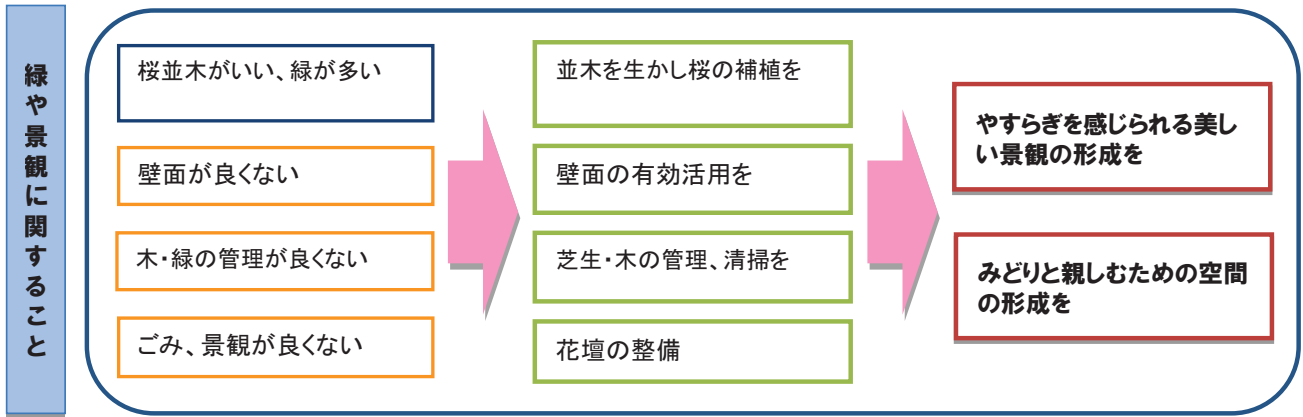 緑や景観に関すること
桜並木がいい、緑が多い
壁面が良くない
木・緑の管理が良くない
ごみ、景観が良くない
並木を生かし桜の補植を
壁面の有効活用を
芝生・木の管理、清掃を
花壇の整備
やすらぎを感じられる美し
い景観の形成を
みどりと親しむための空間
の形成を